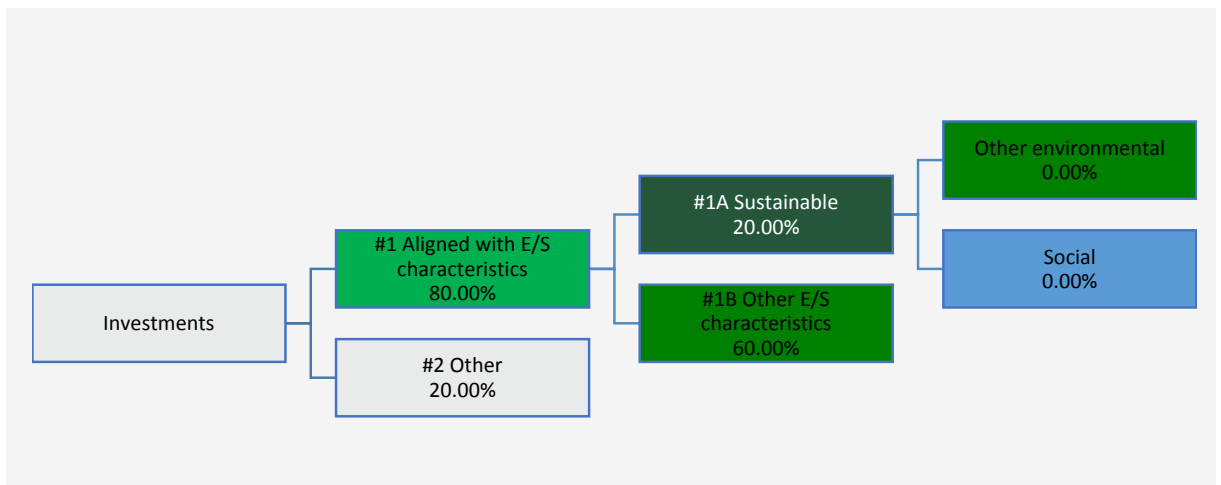 Investments
#1 Aligned with E/S
characteristics
80.00%
#2 Other
20.00%
#1A Sustainable
20.00%
#1B Other E/S
characteristics
60.00%
Other environmental
0.00%
Social
0.00%